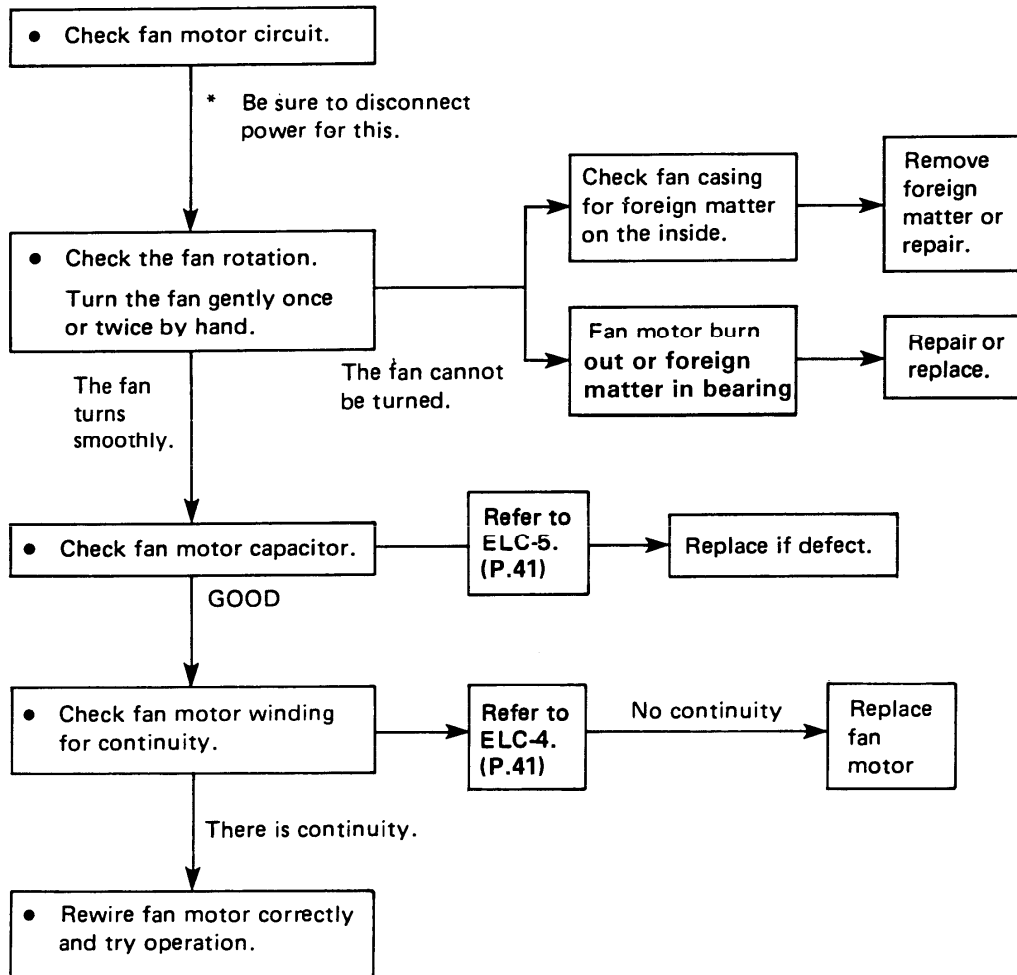 ● Check fan motor circuit.
* Be sure to disconnect
power for this.
● Check the fan rotation.
Turn the fan gently once
or twice by hand.
Check fan casing
for foreign matter
on the inside.
Remove
foreign
matter or
repair.
Fan motor burn
out or foreign
matter in bearing
Repair or
replace.
The fan cannot
be turned.
The fan
turns
smoothly.
● Check fan motor capacitor.
Refer to
ELC-5.
(P.41)
Replace if defect.
GOOD
● Check fan motor winding
for continuity.
Refer to
ELC-4.
(P.41)
No continuity
Replace
fan
motor
There is continuity.
● Rewire fan motor correctly
and try operation.